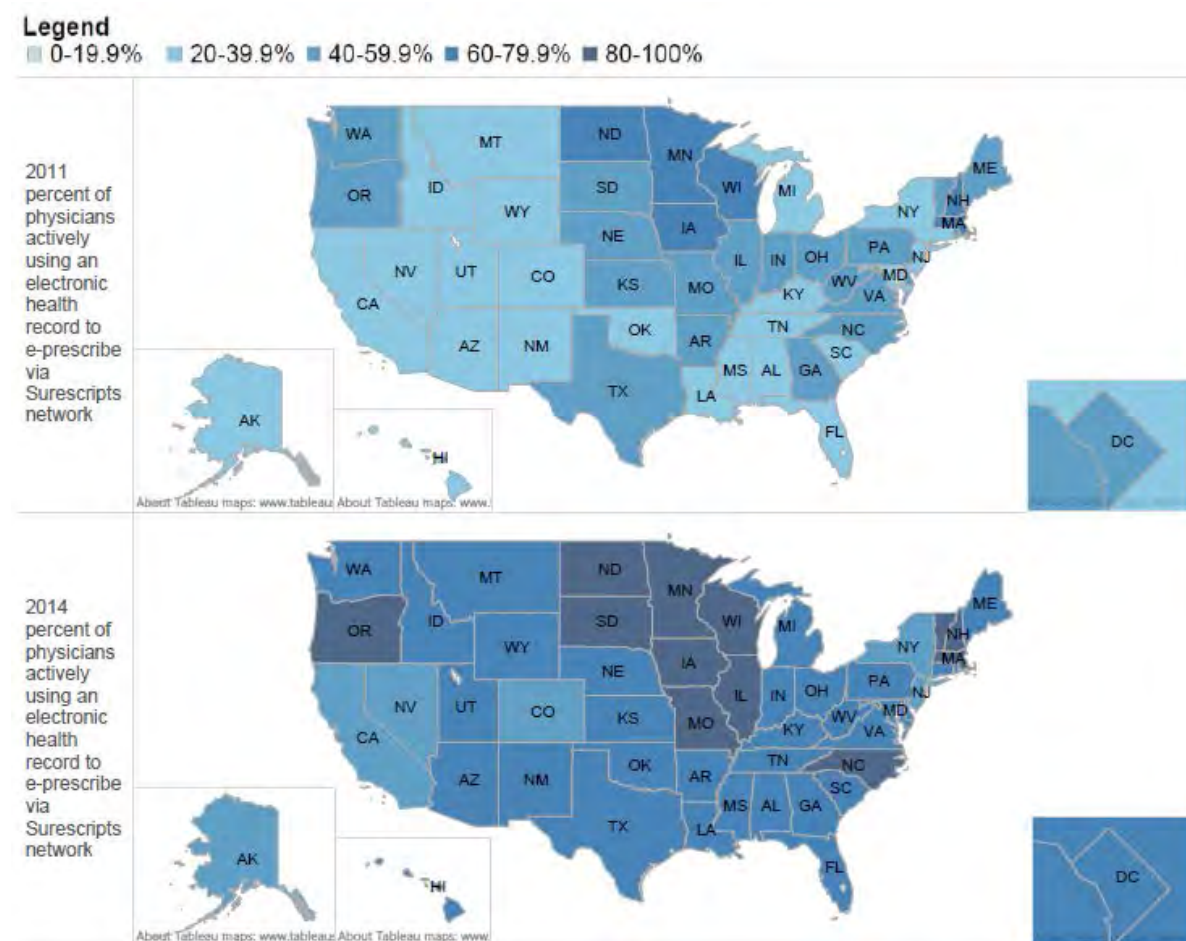 Legend
0-19.9% 20-39.9% 40-59.9% 60-79.9% 80-100%
2011
percent of
physicians
actively
using an
electronic
health
record to
e-prescribe
via
Surescripts
network
WA
MT
ND
MN
ME
OR
ID
SD
WI
MI
NY
NH
WY
MA
NE
IA
PA
NJ
NV
UT
CO
KS
MO
IL
IN
OH
WV
MD
VA
CA
KY
AZ
NM
OK
AR
TN
NC
SC
TX
LA
MS
AL
GA
FL
AK
HI
DC
About Tableau maps: www.tableau
About Tableau maps: www.
2014
percent of
physicians
actively
using an
electronic
health
record to
e-prescribe
via
Surescripts
network
WA
MT
ND
MN
ME
OR
ID
SD
WI
MI
NY
NH
WY
MA
NE
IA
PA
NJ
NV
UT
CO
KS
MO
IL
IN
OH
WV
MD
VA
CA
KY
AZ
NM
OK
AR
TN
NC
SC
TX
LA
MS
AL
GA
FL
AK
HI
DC
About Tableau maps: www.tableau
About Tableau maps: www.